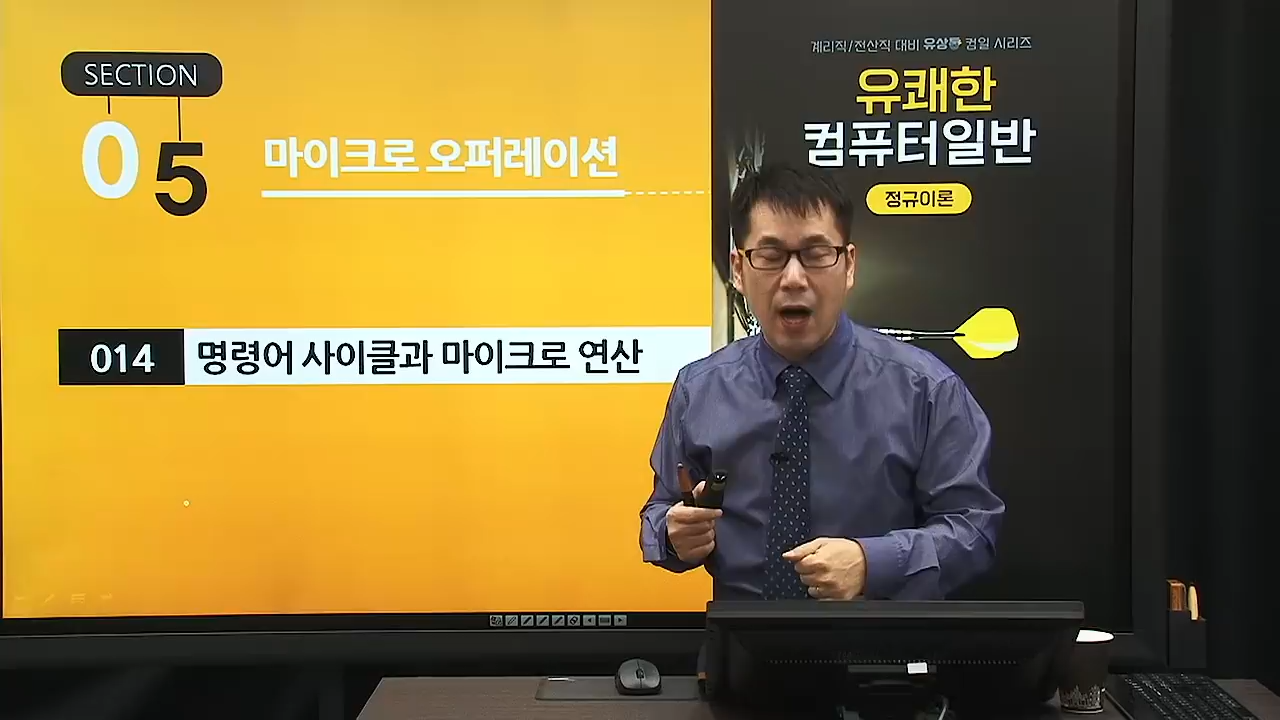 SECTION
05
마이크로 오퍼레이션
014 명령어 사이클과 마이크로 연산
계리직/전산직 대비 유상통 컴일 시리즈
유쾌한
컴퓨터일반
정규이론